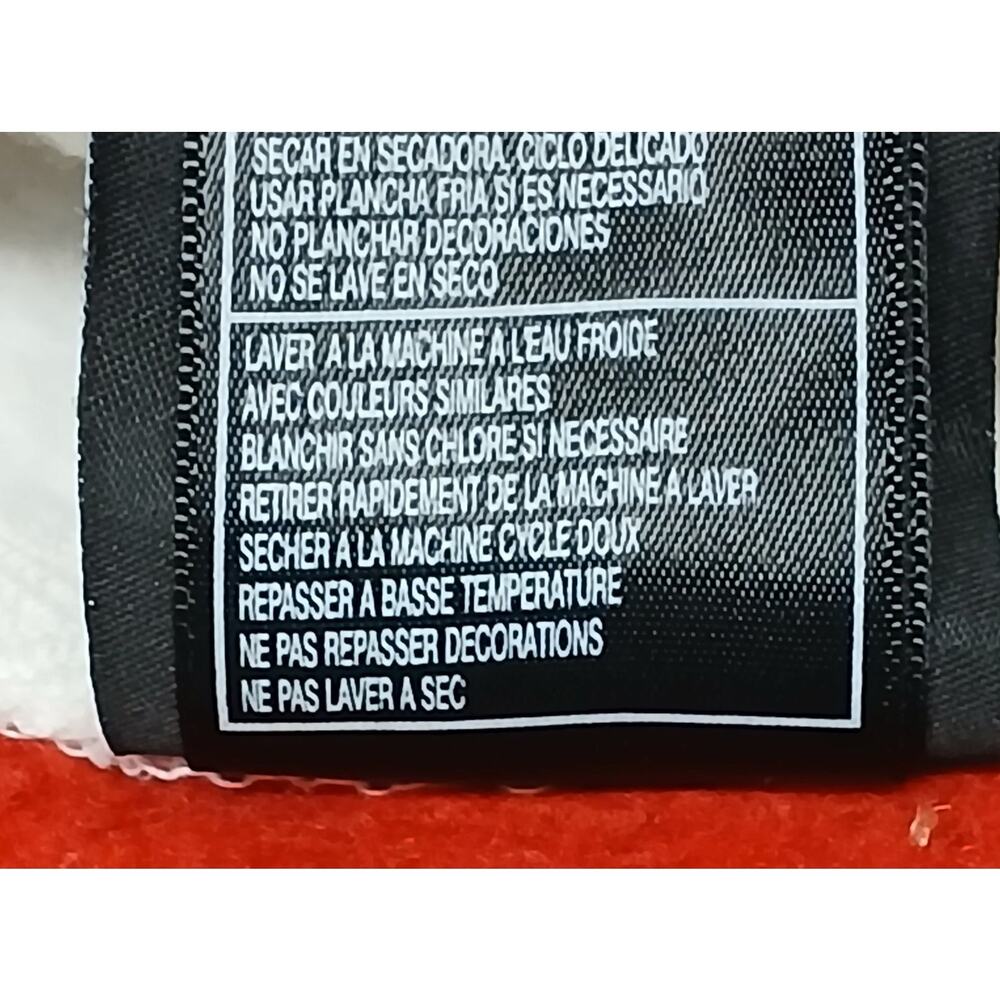 SECAR EN SECADORA, CICLO DELICADO
USAR PLANCHA FRIA SI ES NECESSARIO
NO PLANCHAR DECORACIONES
NO SE LAVE EN SECO
LAVER A LA MACHINE A L'EAU FROIDE
AVEC COULEURS SIMILARES
BLANCHIR SANS CHLORE SI NECESSAIRE
RETIRER RAPIDEMENT DE LA MACHINE A LAVER
SECHER A LA MACHINE CYCLE DOUX
REPASSER A BASSE TEMPERATURE
NE PAS REPASSER DECORATIONS
NE PAS LAVER A SEC